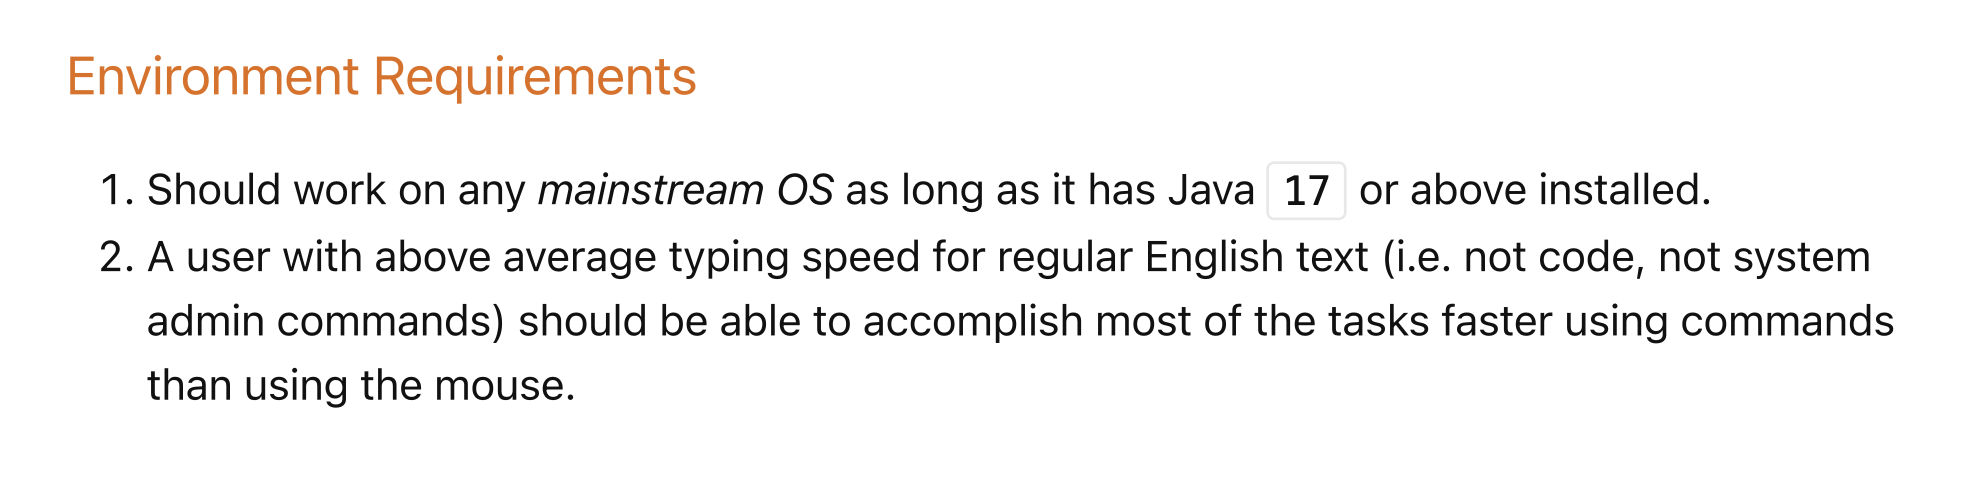 Environment Requirements
1. Should work on any mainstream OS as long as it has Java 17 or above installed.
2. A user with above average typing speed for regular English text (i.e. not code, not system
admin commands) should be able to accomplish most of the tasks faster using commands
than using the mouse.